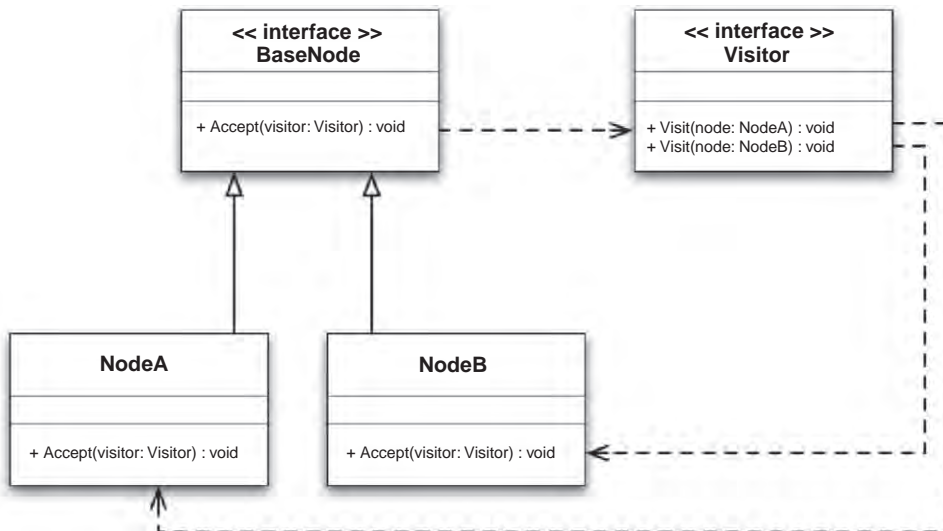 << interface >>
BaseNode
+ Accept(visitor: Visitor) : void
<< interface >>
Visitor
+ Visit(node: NodeA) : void
+ Visit(node: NodeB) : void
NodeA
+ Accept(visitor: Visitor) : void
NodeB
+ Accept(visitor: Visitor) : void